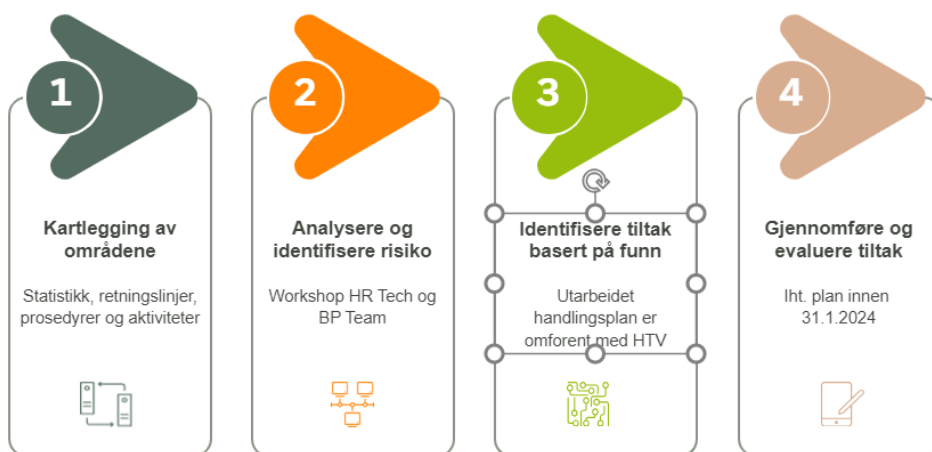 1
Kartlegging av
områdene
Statistikk, retningslinjer,
prosedyrer og aktiviteter
2
Analysere og
identifisere risiko
Workshop HR Tech og
BP Team
3
Identifisere tiltak
basert på funn
Utarbeidet
handlingsplan er
omforent med HTV
4
Gjennomføre og
evaluere tiltak
Iht. plan innen
31.1.2024